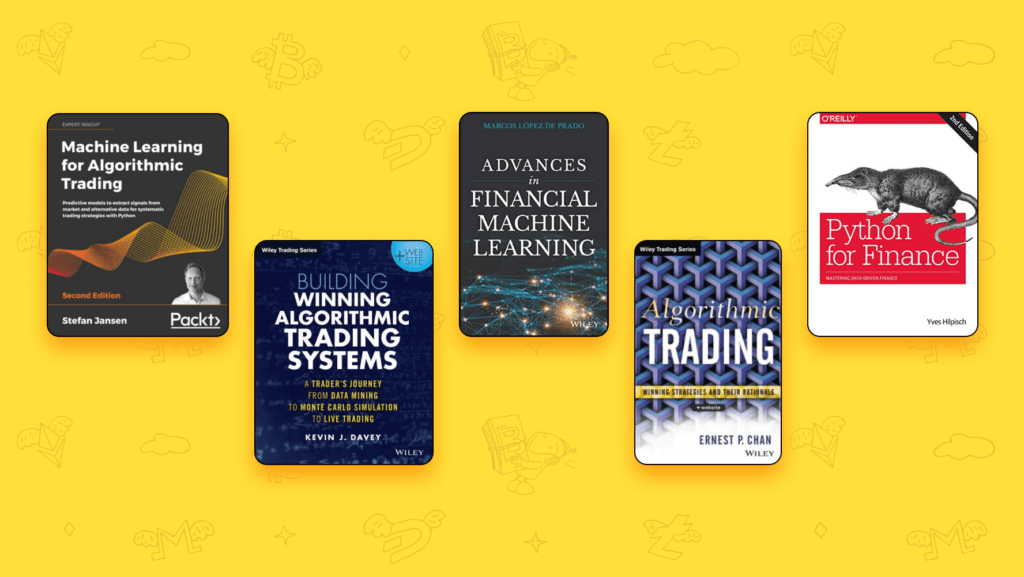 EXPERT INSIGHT
Machine Learning
for Algorithmic
Trading
Predictive models to extract signals from
market and alternative data for systematic
trading strategies with Python
Second Edition
Stefan Jansen
Packt>
Wiley Trading Series
+WEB
SITE
BUILDING
WINNING
ALGORITHMIC
TRADING
SYSTEMS
A TRADER'S JOURNEY
FROM DATA MINING
TO MONTE CARLO SIMULATION
TO LIVE TRADING
KEVIN J. DAVEY
WILEY
MARCOS LÓPEZ DE PRADO
ADVANCES
in
FINANCIAL
MACHINE
LEARNING
WILEY
Wiley Trading Series
Algorithmic
TRADING
WINNING STRATEGIES AND THEIR RATIONALE
+website
ERNEST P. CHAN
WILEY
O'REILLY
2nd Edition
Python
for Finance
MASTERING DATA-DRIVEN FINANCE
Yves Hilpisch